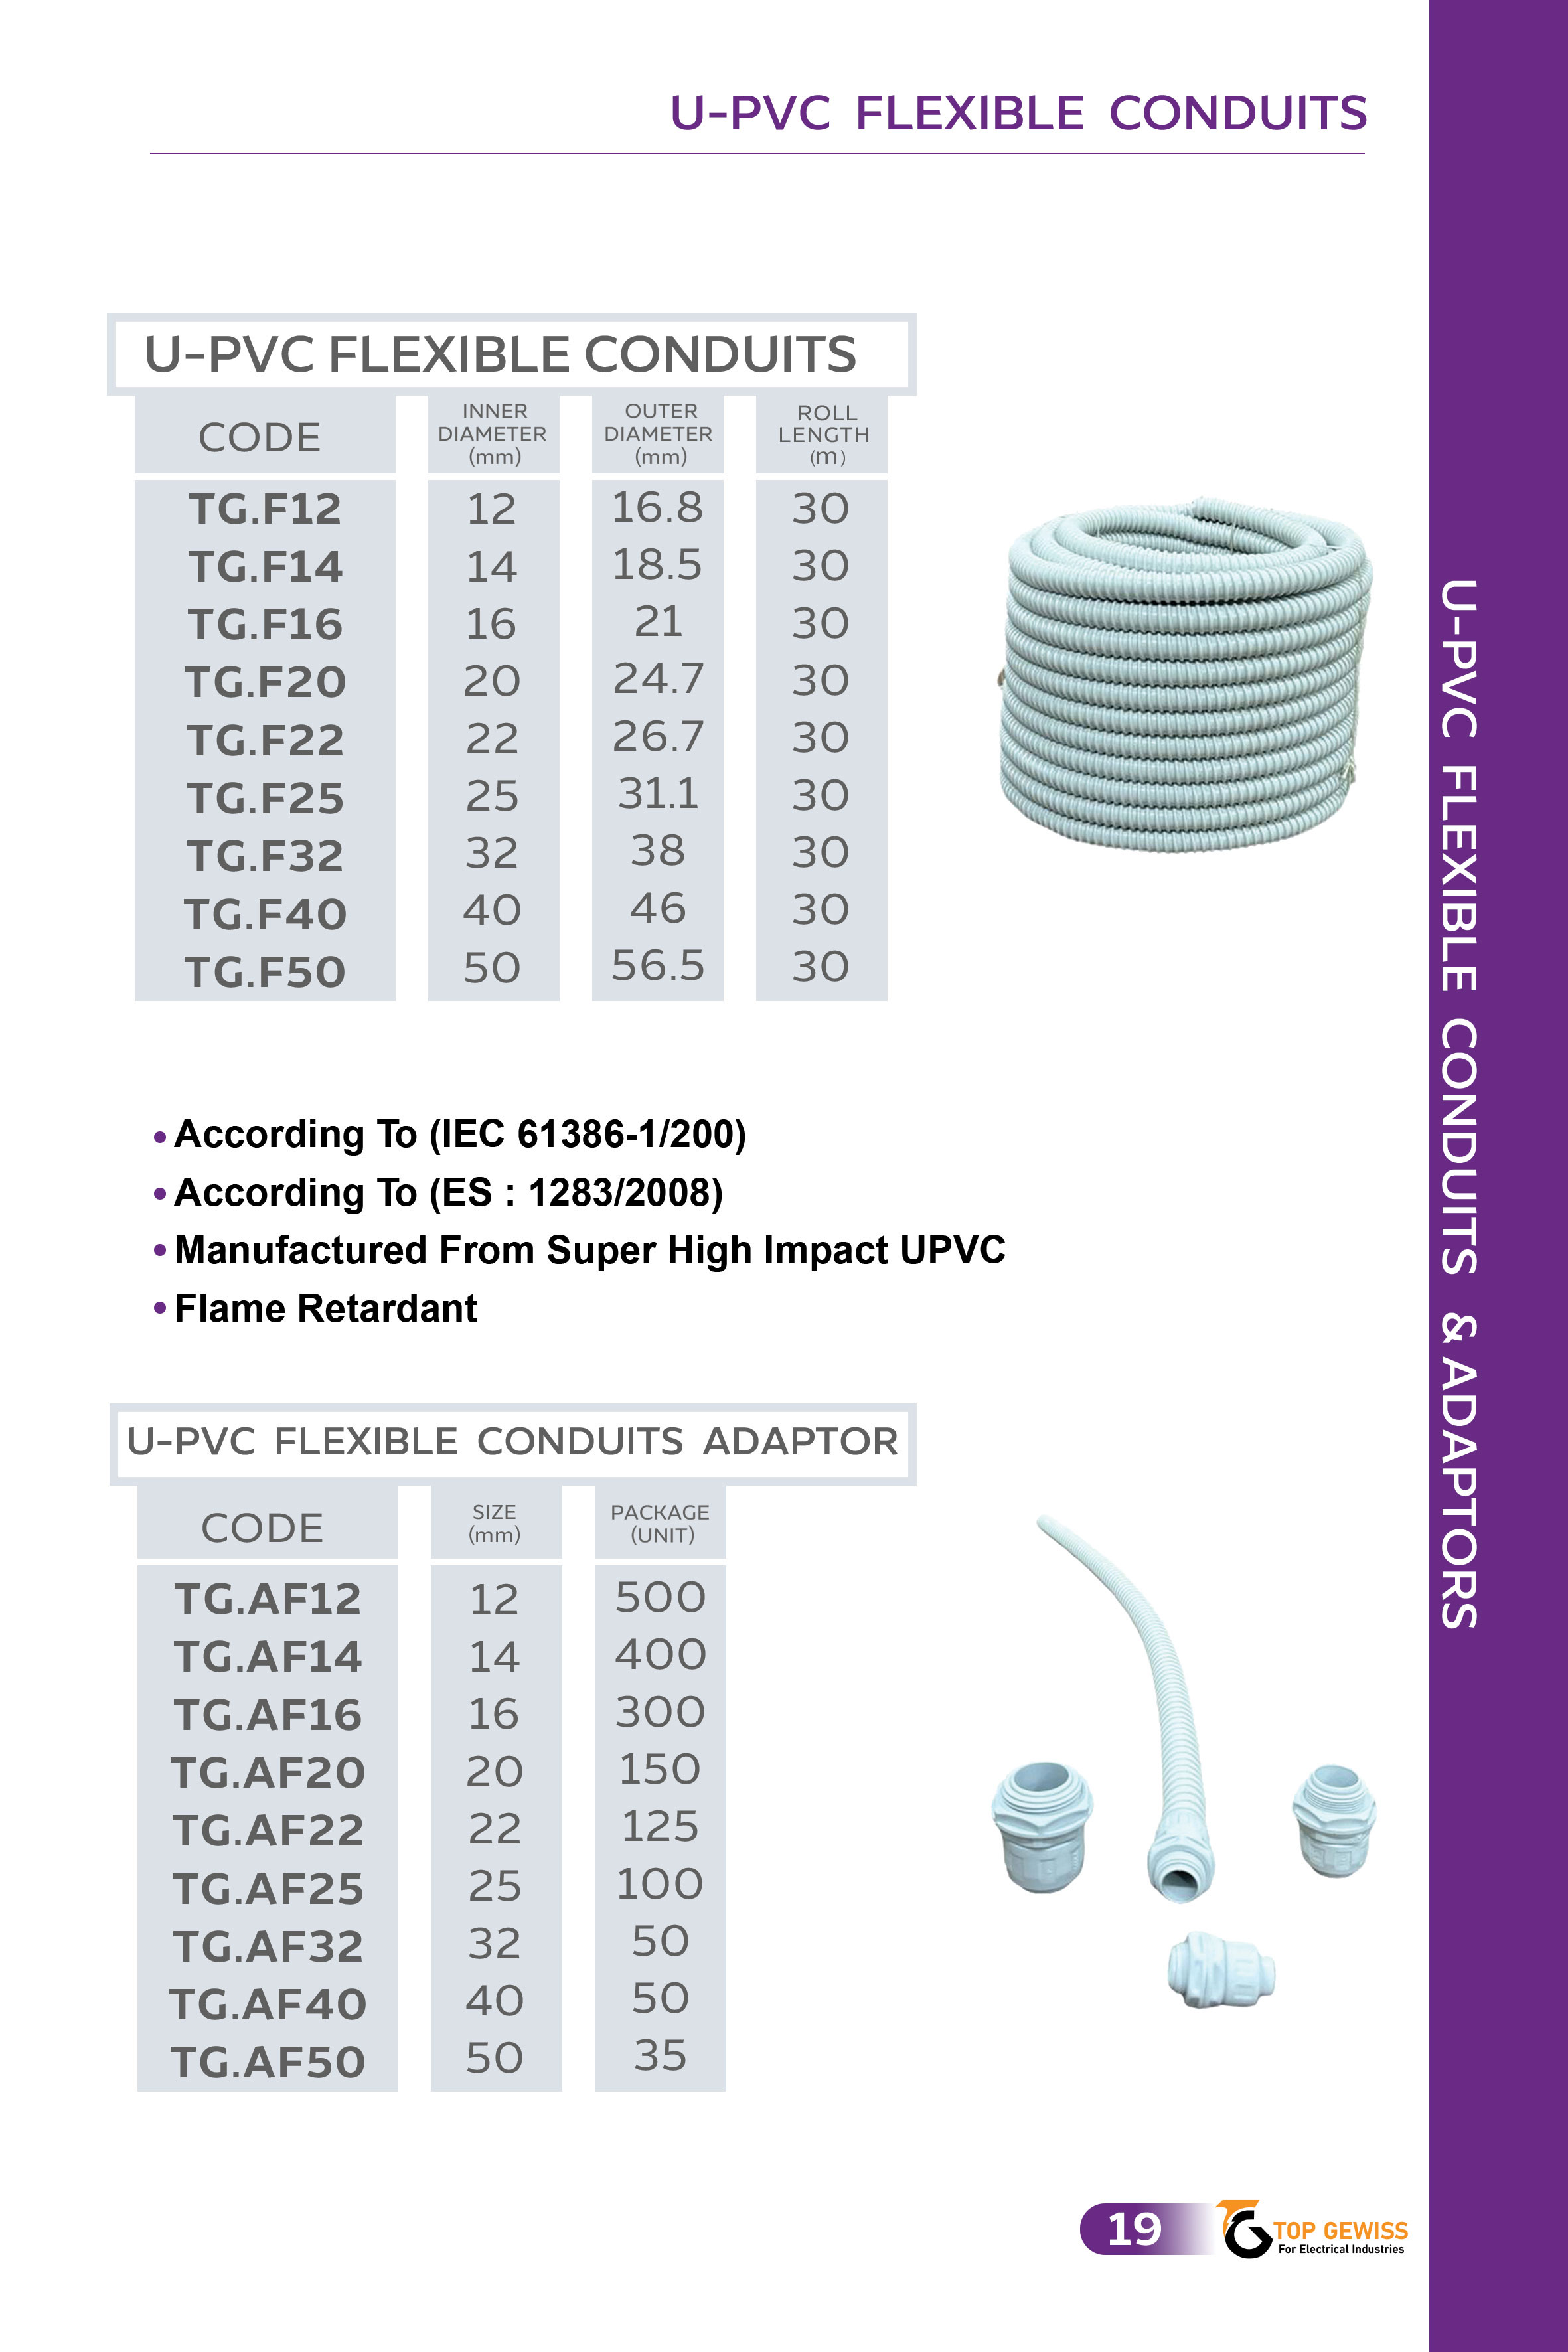 U-PVC FLEXIBLE CONDUITS
U-PVC FLEXIBLE CONDUITS
CODE INNER DIAMETER (mm) OUTER DIAMETER (mm) ROLL LENGTH (m)
TG.F12 12 16.8 30
TG.F14 14 18.5 30
TG.F16 16 21 30
TG.F20 20 24.7 30
TG.F22 22 26.7 30
TG.F25 25 31.1 30
TG.F32 32 38 30
TG.F40 40 46 30
TG.F50 50 56.5 30
• According To (IEC 61386-1/200)
• According To (ES : 1283/2008)
• Manufactured From Super High Impact UPVC
• Flame Retardant
U-PVC FLEXIBLE CONDUITS ADAPTOR
CODE SIZE (mm) PACKAGE (UNIT)
TG.AF12 12 500
TG.AF14 14 400
TG.AF16 16 300
TG.AF20 20 150
TG.AF22 22 125
TG.AF25 25 100
TG.AF32 32 50
TG.AF40 40 50
TG.AF50 50 35
U-PVC FLEXIBLE CONDUITS & ADAPTORS
19
TOP GEWISS
For Electrical Industries